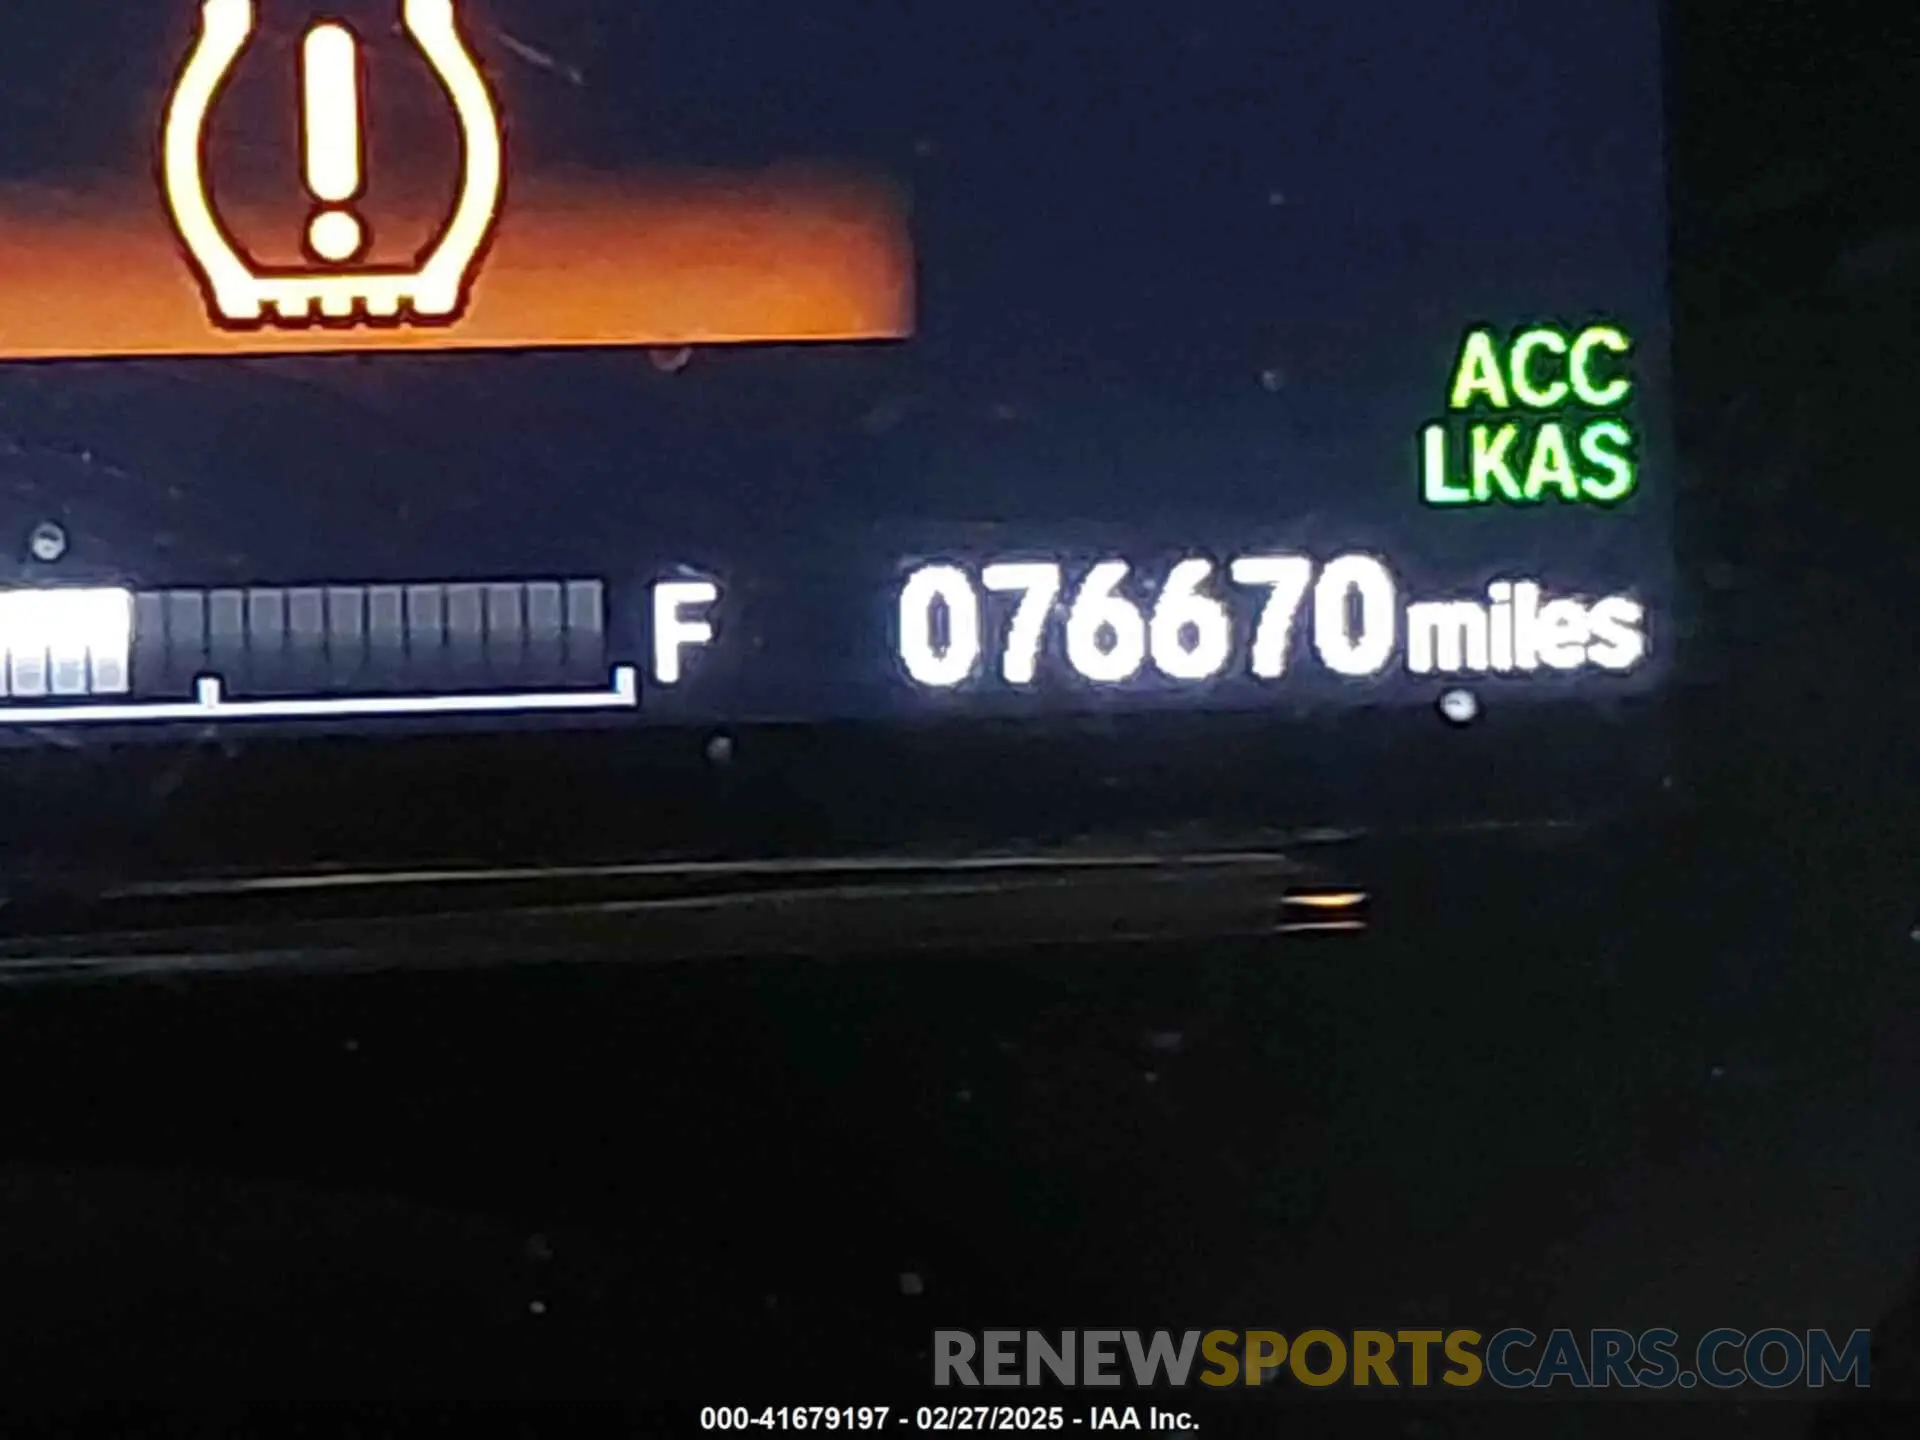 ACC
LKAS
F
076670 miles
RENEWSPORTSCARS.COM
000-41679197 - 02/27/2025 - IAA Inc.